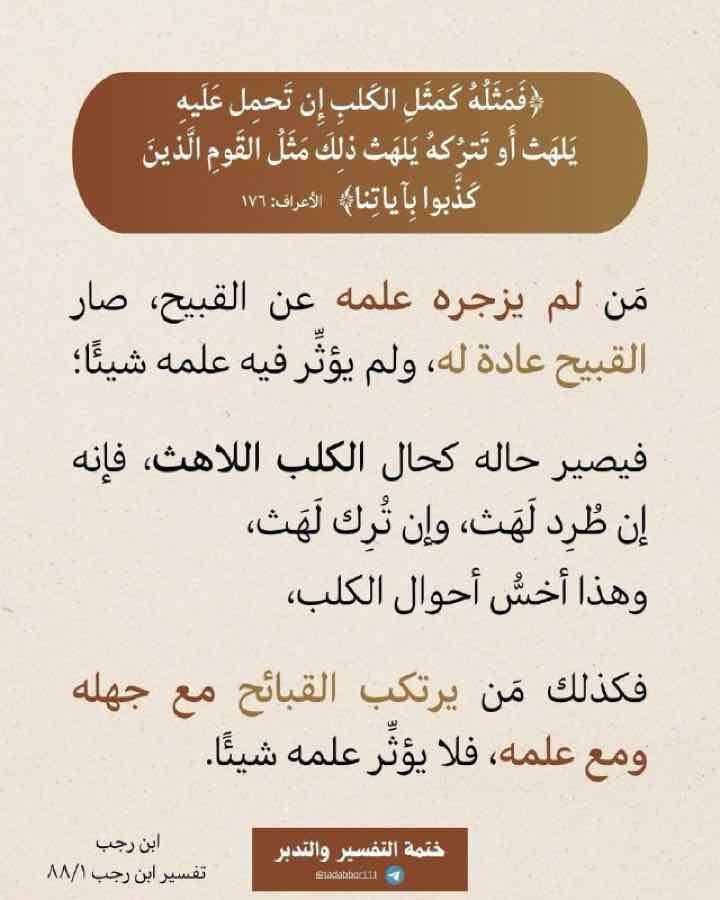 ﴿فَمَثَلُهُ كَمَثَلِ الكَلبِ إِن تَحمِل عَلَيهِ
يَلهَث أَو تَترُكهُ يَلهَث ذلِكَ مَثَلُ القَومِ الَّذينَ
كَذَّبوا بِآياتِنا﴾ الأعراف: ١٧٦
مَن لم يزجره علمه عن القبيح، صار
القبيح عادة له، ولم يؤثِّر فيه علمه شيئًا؛
فيصير حاله كحال الكلب اللاهث، فإنه
إن طُرِد لَهَث، وإن تُرِك لَهَث،
وهذا أخسُّ أحوال الكلب،
فكذلك مَن يرتكب القبائح مع جهله
ومع علمه، فلا يؤثِّر علمه شيئًا.
ختمة التفسير والتدبر
@tadabbor111
ابن رجب
تفسير ابن رجب ٨٨/١